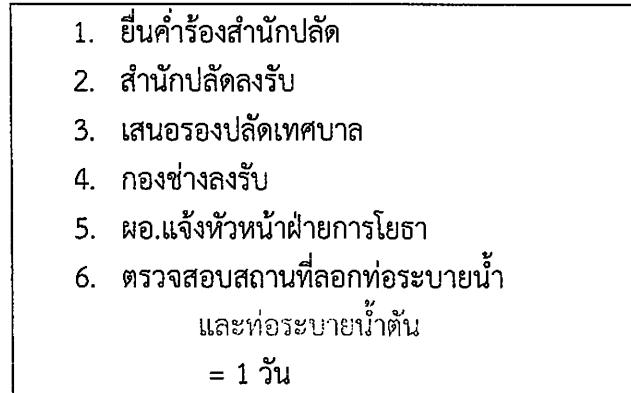 1. ยื่นคำร้องสำนักปลัด
2. สำนักปลัดลงรับ
3. เสนอรองปลัดเทศบาล
4. กองช่างลงรับ
5. ผอ.แจ้งหัวหน้าฝ่ายการโยธา
6. ตรวจสอบสถานที่ลอกท่อระบายน้ำ
และท่อระบายน้ำตัน
= 1 วัน